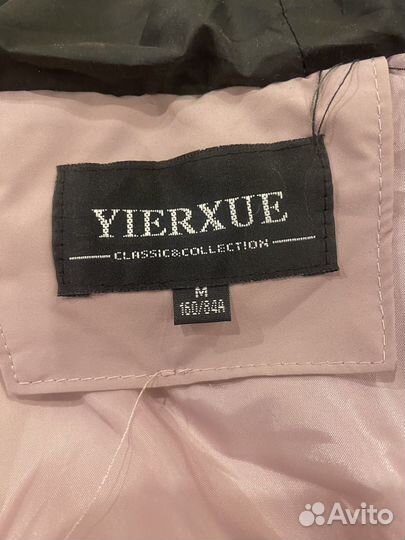 YIERXUE
CLASSIC&COLLECTION
M
160/84A
Avito